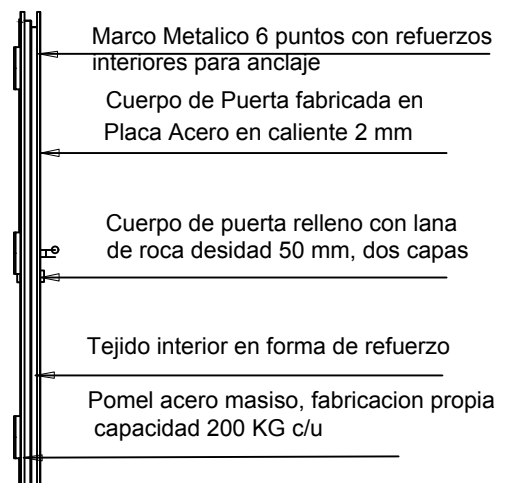 Marco Metalico 6 puntos con refuerzos
interiores para anclaje
Cuerpo de Puerta fabricada en
Placa Acero en caliente 2 mm
Cuerpo de puerta relleno con lana
de roca desidad 50 mm, dos capas
Tejido interior en forma de refuerzo
Pomel acero masiso, fabricacion propia
capacidad 200 KG c/u